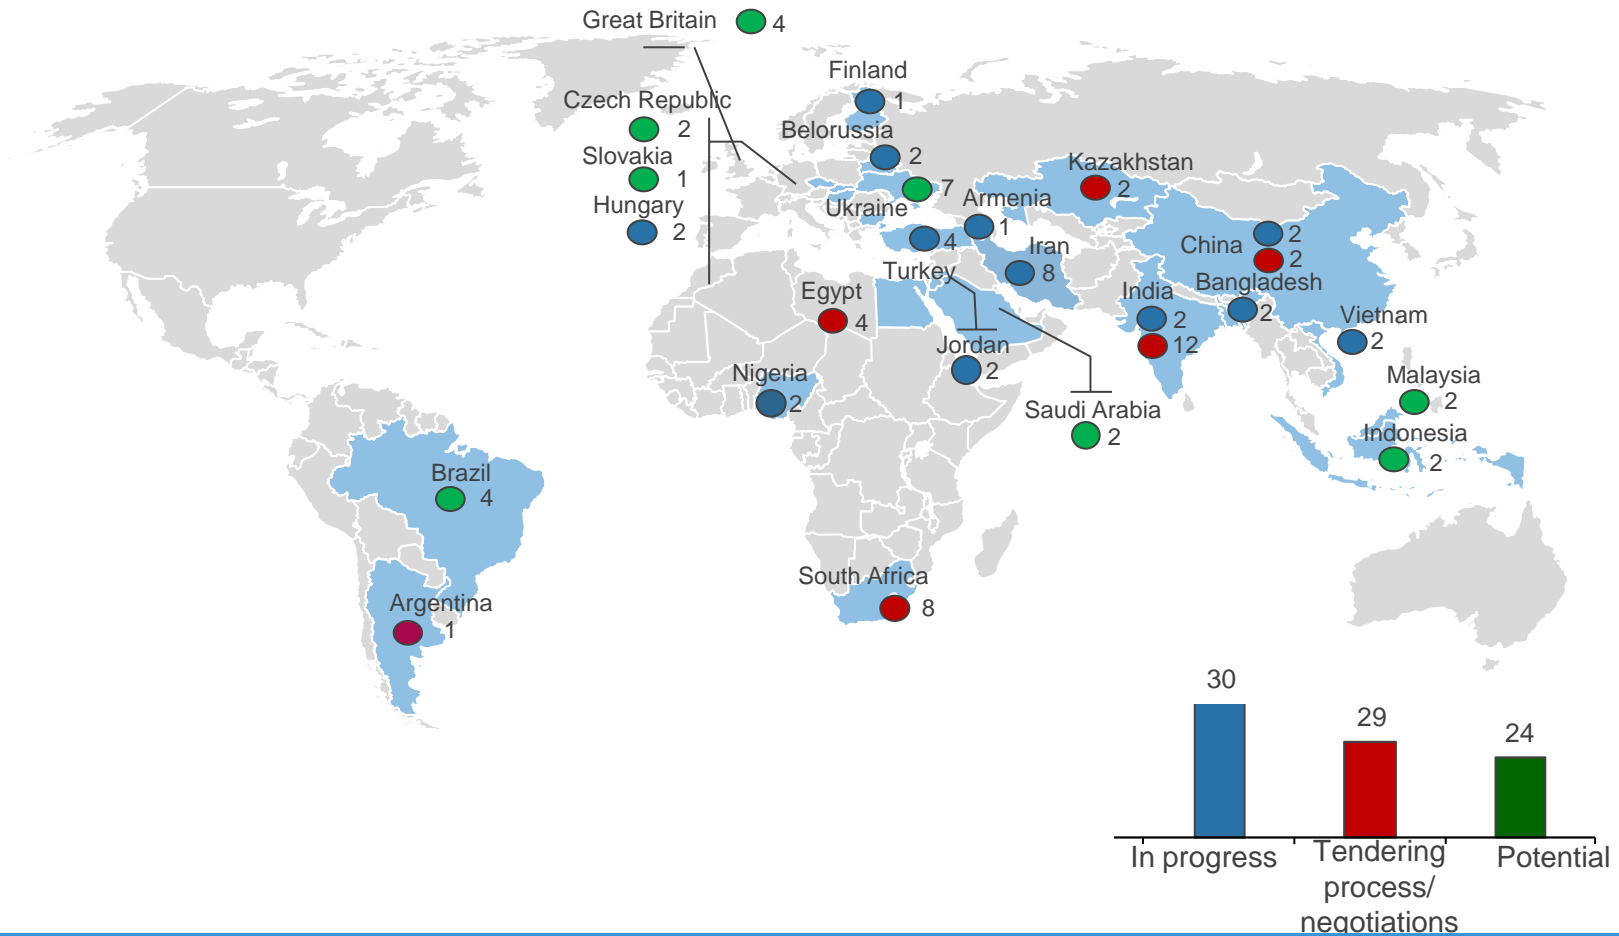 Great Britain 4
Finland
1
Czech Republic
2
Belorussia
2
Slovakia
1
Kazakhstan
2
7
Ukraine
Armenia
1
Hungary
2
4
Turkey
Iran
8
China
2
2
Bangladesh
2
India
2
12
Egypt
4
Vietnam
2
Jordan
2
Nigeria
2
Malaysia
2
Saudi Arabia
2
Indonesia
2
Brazil
4
South Africa
8
Argentina
1
30
29
24
In progress
Tendering
process/
negotiations
Potential